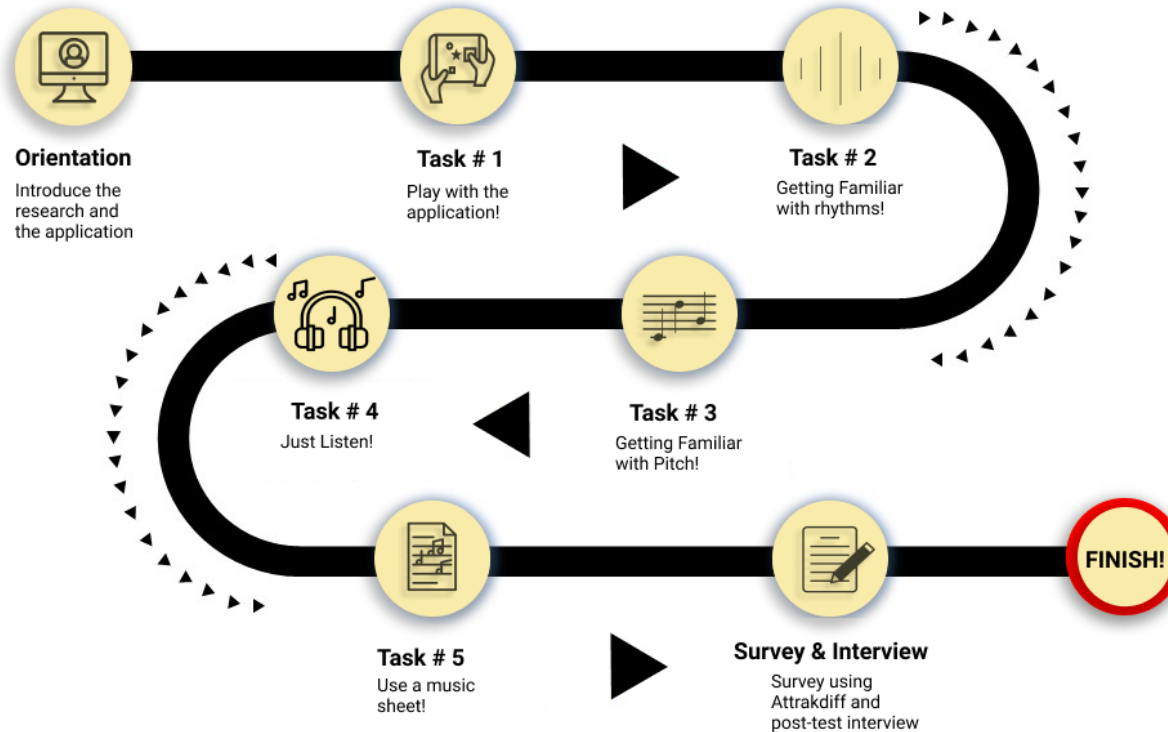 Orientation
Introduce the
research and
the application
Task # 1
Play with the
application!
Task # 2
Getting Familiar
with rhythms!
Task # 3
Getting Familiar
with Pitch!
Task # 4
Just Listen!
Task # 5
Use a music
sheet!
Survey & Interview
Survey using
Attrakdiff and
post-test interview
FINISH!